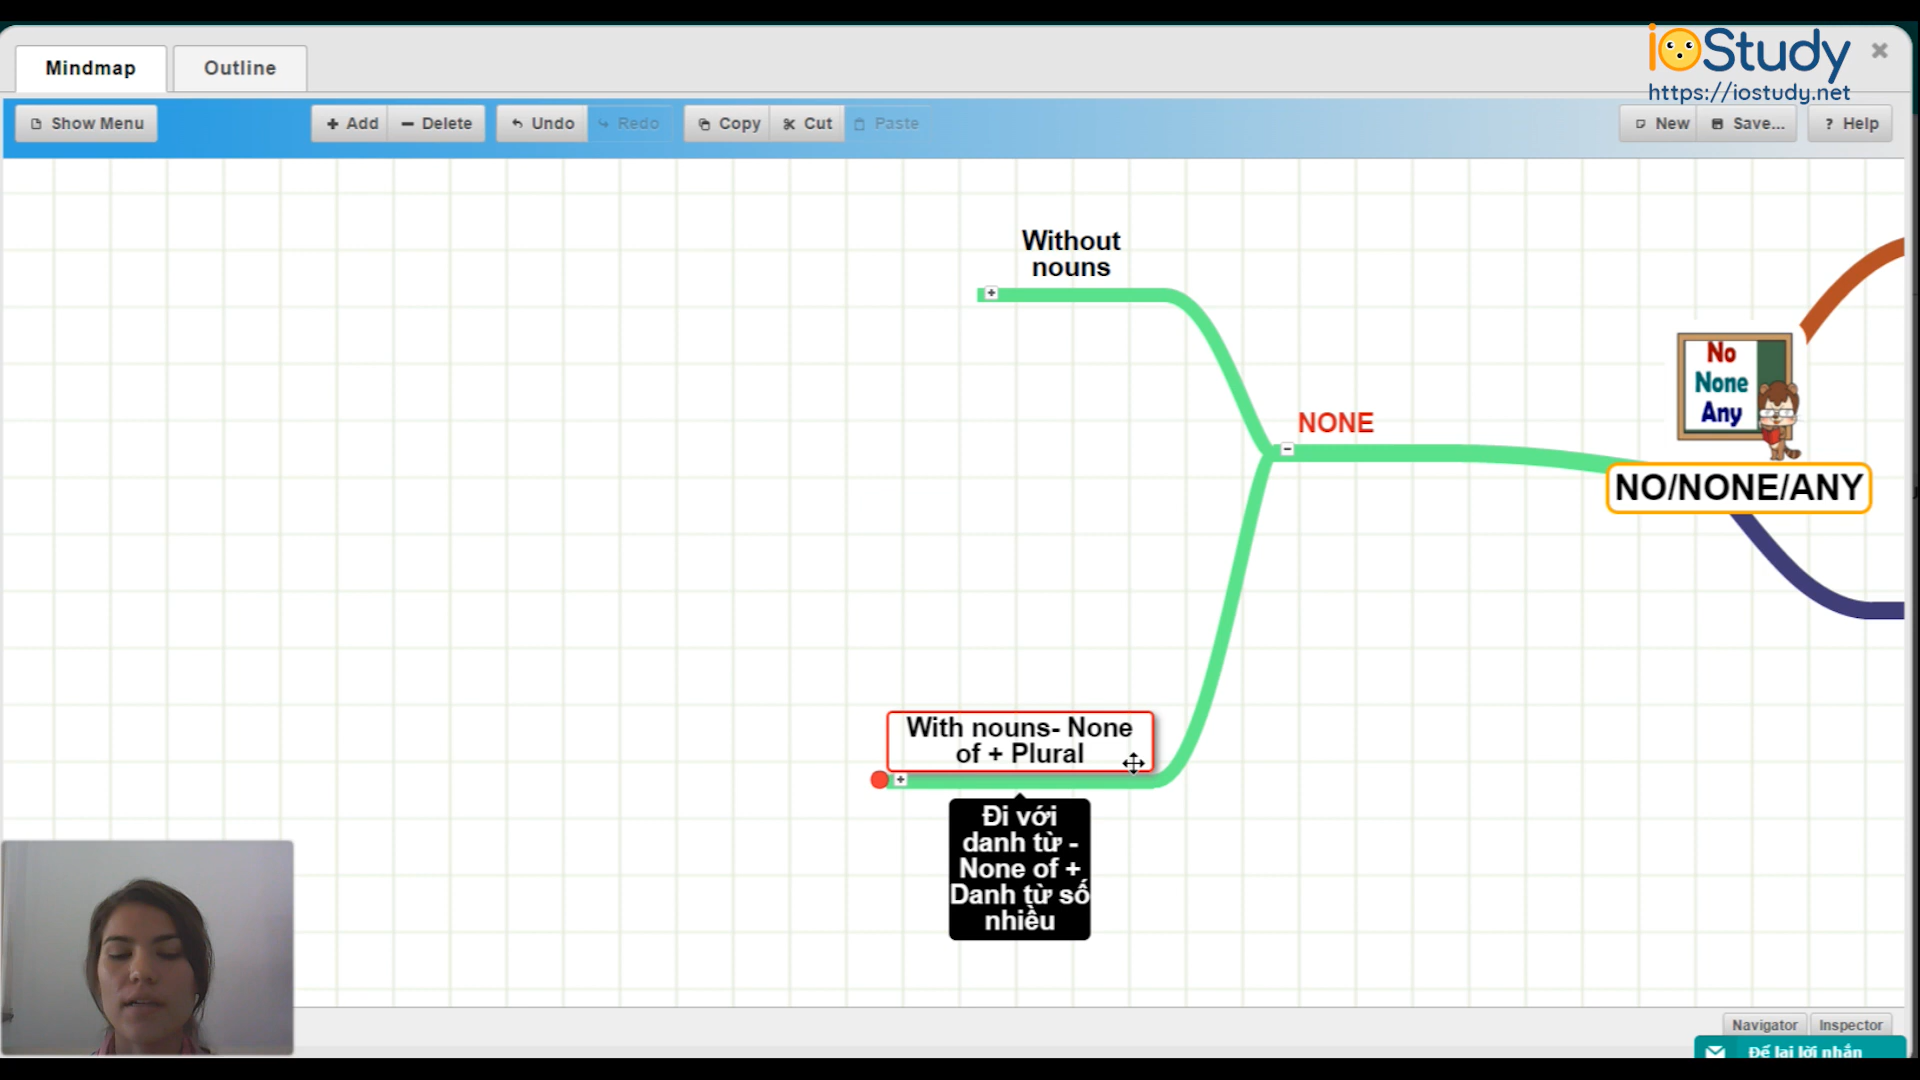 ioStudy
https://iostudy.net
Mindmap
Outline
Show Menu
Add
Delete
Undo
Redo
Copy
Cut
Paste
New
Save...
Help
Without
nouns
NONE
No
None
Any
NO/NONE/ANY
With nouns- None
of + Plural
Đi với
danh từ -
None of +
Danh từ số
nhiều
Navigator
Inspector
Để lại lời nhắn